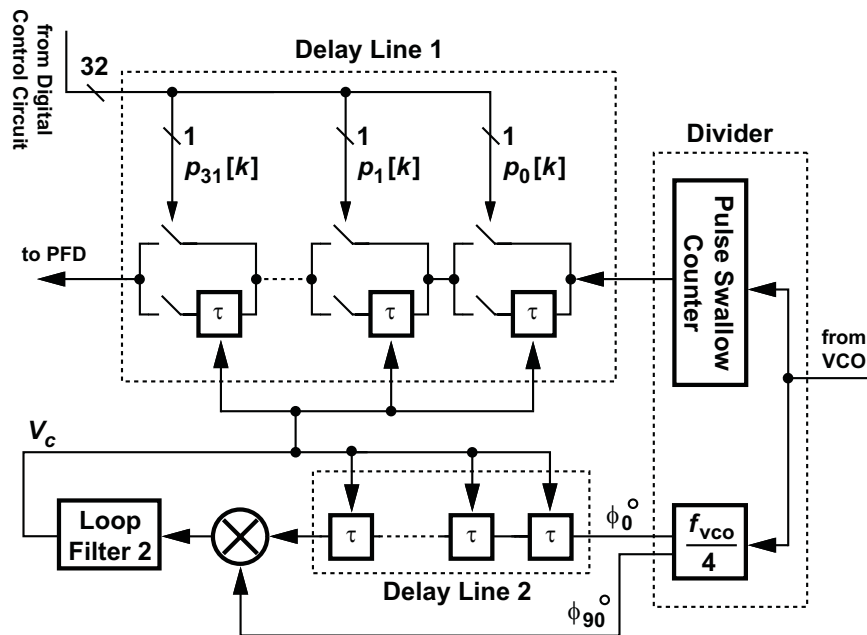 from Digital
Control Circuit
32
Delay Line 1
1
1
1
p31[k]
p1[k]
p0[k]
Divider
to PFD
τ
τ
τ
Pulse Swallow
Counter
from
VCO
Vc
Loop
Filter 2
τ
τ
τ
Delay Line 2
ϕ0°
ϕ90°
fvco
4